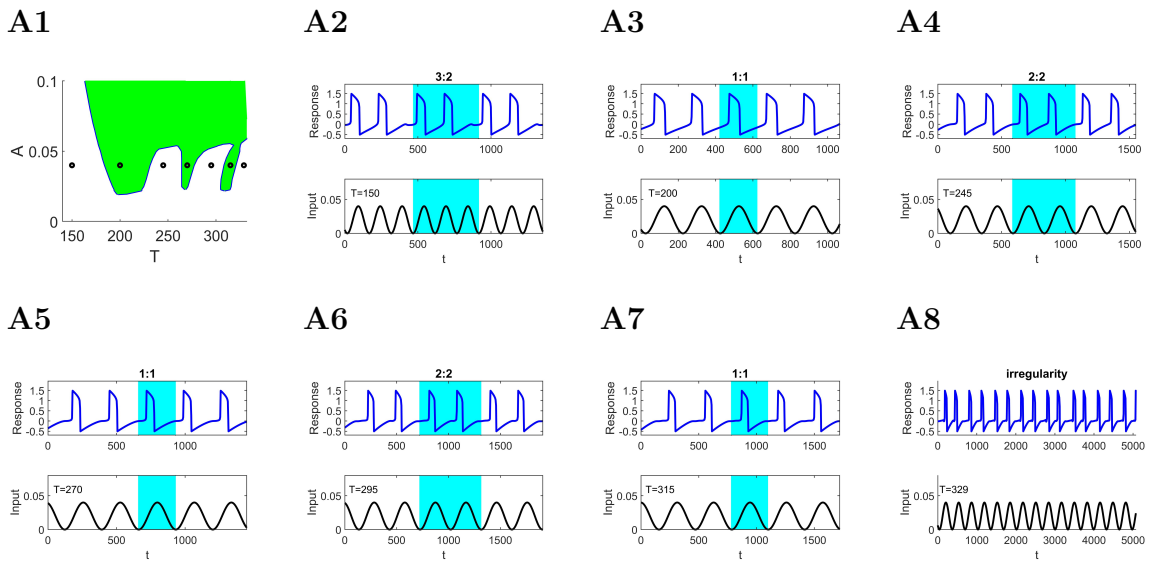 A1
A2
A3
A4
0.1
0.05
0
A
150 200 250 300
T
3:2
Response
1.5
1
0.5
-0.5
0 500 1000
T=150
Input
0.05
0
0 500 1000
t
1:1
Response
1.5
1
0.5
-0.5
0 200 400 600 800 1000
T=200
Input
0.05
0
0 200 400 600 800 1000
t
2:2
Response
1.5
1
0.5
-0.5
0 500 1000 1500
T=245
Input
0.05
0
0 500 1000 1500
t
A5
A6
A7
A8
1:1
Response
1.5
1
0.5
-0.5
0 500 1000
T=270
Input
0.05
0
0 500 1000
t
2:2
Response
1.5
1
0.5
-0.5
0 500 1000 1500
T=295
Input
0.05
0
0 500 1000 1500
t
1:1
Response
1.5
1
0.5
-0.5
0 500 1000 1500
T=315
Input
0.05
0
0 500 1000 1500
t
irregularity
Response
1.5
1
0.5
-0.5
0 1000 2000 3000 4000 5000
T=329
Input
0.05
0
0 1000 2000 3000 4000 5000
t